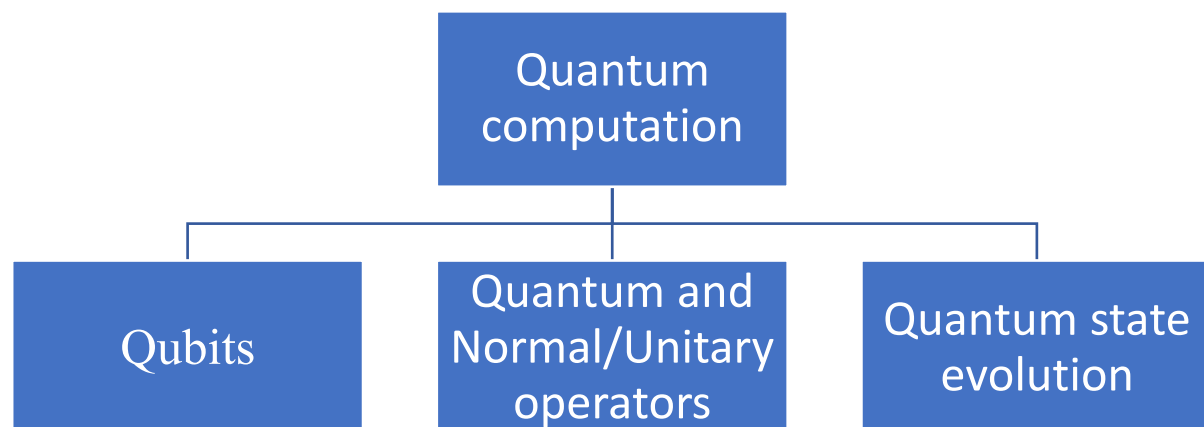 Quantum
computation
Qubits
Quantum and
Normal/Unitary
operators
Quantum state
evolution